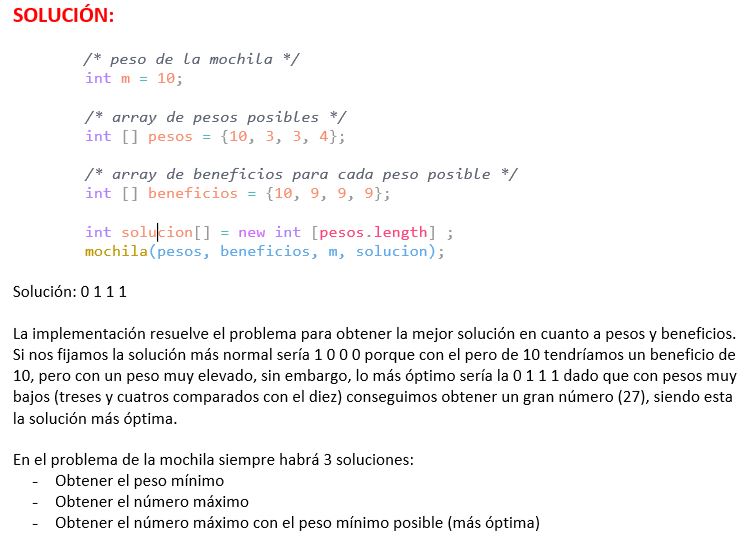 SOLUCIÓN:
/* peso de la mochila */
int m = 10;
/* array de pesos posibles */
int [] pesos = {10, 3, 3, 4};
/* array de beneficios para cada peso posible */
int [] beneficios = {10, 9, 9, 9};
int solucion[] = new int [pesos.length] ;
mochila(pesos, beneficios, m, solucion);
Solución: 0 1 1 1
La implementación resuelve el problema para obtener la mejor solución en cuanto a pesos y beneficios.
Si nos fijamos la solución más normal sería 1 0 0 0 porque con el pero de 10 tendríamos un beneficio de
10, pero con un peso muy elevado, sin embargo, lo más óptimo sería la 0 1 1 1 dado que con pesos muy
bajos (treses y cuatros comparados con el diez) conseguimos obtener un gran número (27), siendo esta
la solución más óptima.
En el problema de la mochila siempre habrá 3 soluciones:
- Obtener el peso mínimo
- Obtener el número máximo
- Obtener el número máximo con el peso mínimo posible (más óptima)